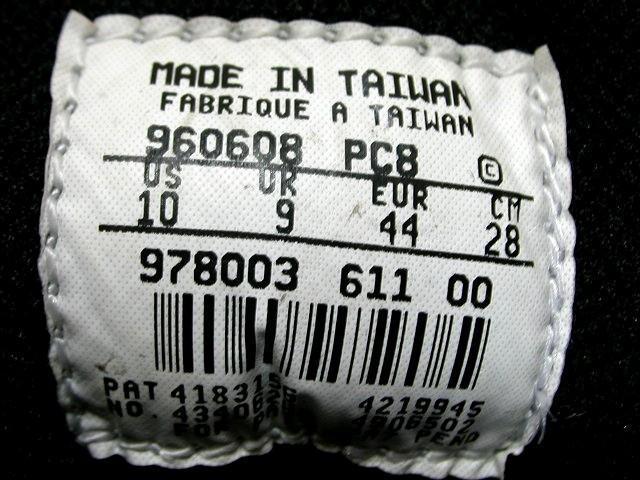 MADE IN TAIWAN
FABRIQUE A TAIWAN
960608 PC8 ©
US UK EUR CM
10 9 44 28
978003 611 00
PAT 4219945
NO.